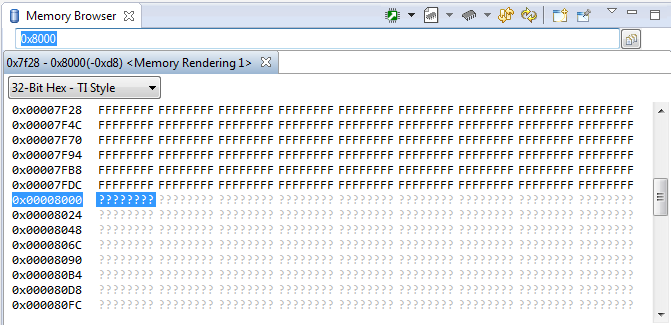 Memory Browser
0x8000
0x7f28 - 0x8000(-0xd8) <Memory Rendering 1>
32-Bit Hex - TI Style
0x00007F28 FFFFFFFF FFFFFFFF FFFFFFFF FFFFFFFF FFFFFFFF FFFFFFFF FFFFFFFF FFFFFFFF FFFFFFFF
0x00007F4C FFFFFFFF FFFFFFFF FFFFFFFF FFFFFFFF FFFFFFFF FFFFFFFF FFFFFFFF FFFFFFFF FFFFFFFF
0x00007F70 FFFFFFFF FFFFFFFF FFFFFFFF FFFFFFFF FFFFFFFF FFFFFFFF FFFFFFFF FFFFFFFF FFFFFFFF
0x00007F94 FFFFFFFF FFFFFFFF FFFFFFFF FFFFFFFF FFFFFFFF FFFFFFFF FFFFFFFF FFFFFFFF FFFFFFFF
0x00007FB8 FFFFFFFF FFFFFFFF FFFFFFFF FFFFFFFF FFFFFFFF FFFFFFFF FFFFFFFF FFFFFFFF FFFFFFFF
0x00007FDC FFFFFFFF FFFFFFFF FFFFFFFF FFFFFFFF FFFFFFFF FFFFFFFF FFFFFFFF FFFFFFFF FFFFFFFF
0x00008000 ???????? ???????? ???????? ???????? ???????? ???????? ???????? ???????? ????????
0x00008024 ???????? ???????? ???????? ???????? ???????? ???????? ???????? ???????? ????????
0x00008048 ???????? ???????? ???????? ???????? ???????? ???????? ???????? ???????? ????????
0x0000806C ???????? ???????? ???????? ???????? ???????? ???????? ???????? ???????? ????????
0x00008090 ???????? ???????? ???????? ???????? ???????? ???????? ???????? ???????? ????????
0x000080B4 ???????? ???????? ???????? ???????? ???????? ???????? ???????? ???????? ????????
0x000080D8 ???????? ???????? ???????? ???????? ???????? ???????? ???????? ???????? ????????
0x000080FC ???????? ???????? ???????? ???????? ???????? ???????? ???????? ???????? ????????